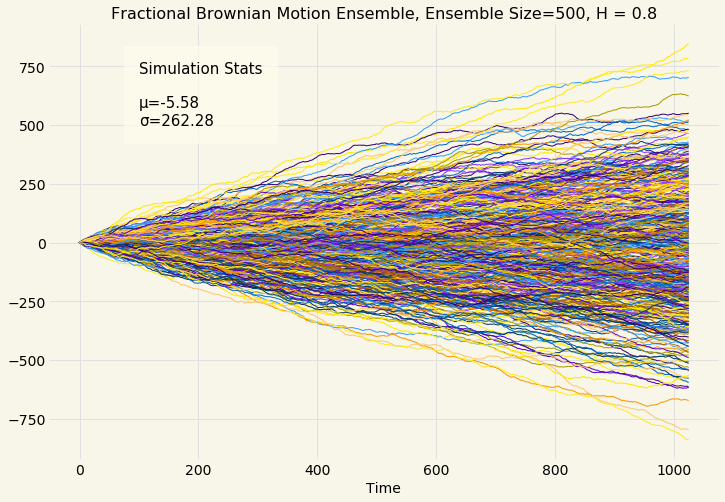 Fractional Brownian Motion Ensemble, Ensemble Size=500, H = 0.8
Simulation Stats
μ=-5.58
σ=262.28
750
500
250
0
−250
−500
−750
0 200 400 600 800 1000
Time